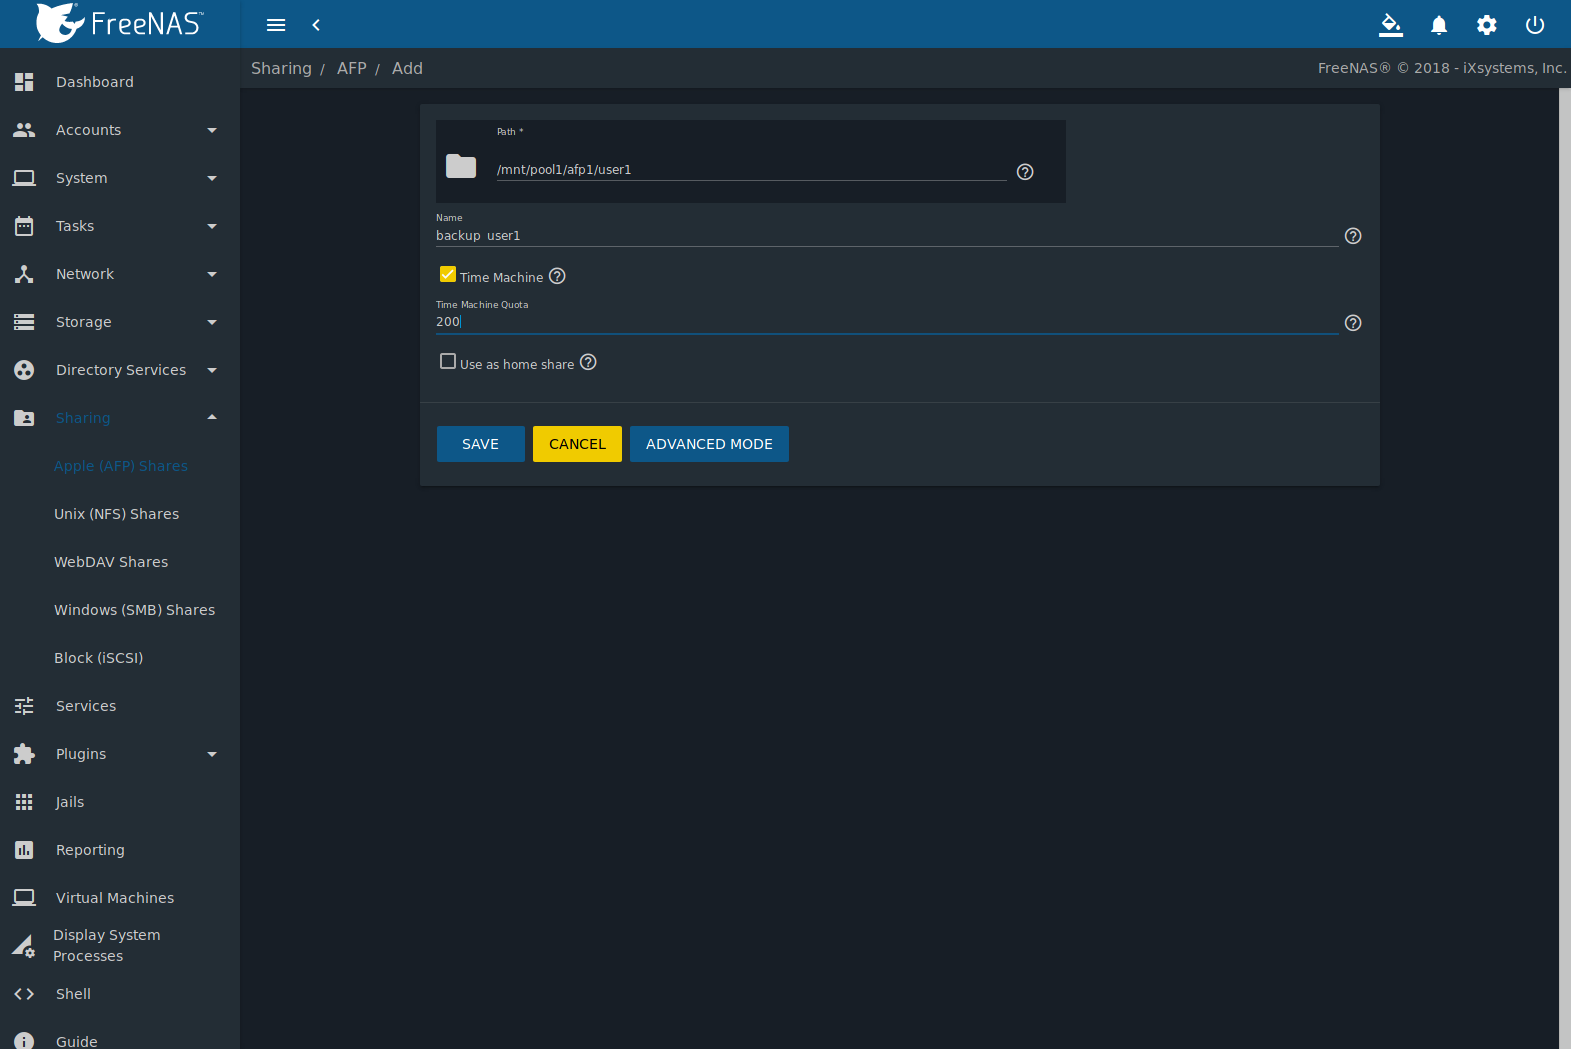 FreeNAS™
Sharing / AFP / Add
FreeNAS® © 2018 - iXsystems, Inc.
Dashboard
Accounts
System
Tasks
Network
Storage
Directory Services
Sharing
Apple (AFP) Shares
Unix (NFS) Shares
WebDAV Shares
Windows (SMB) Shares
Block (iSCSI)
Services
Plugins
Jails
Reporting
Virtual Machines
Display System
Processes
Shell
Guide
Path *
/mnt/pool1/afp1/user1
Name
backup_user1
Time Machine
Time Machine Quota
200
Use as home share
SAVE
CANCEL
ADVANCED MODE